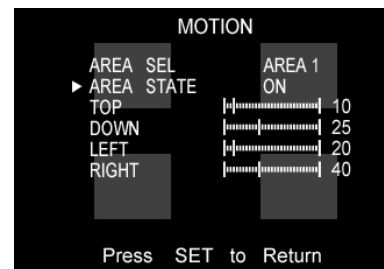 MOTION
AREA SEL AREA 1
► AREA STATE ON
TOP 10
DOWN 25
LEFT 20
RIGHT 40
Press SET to Return